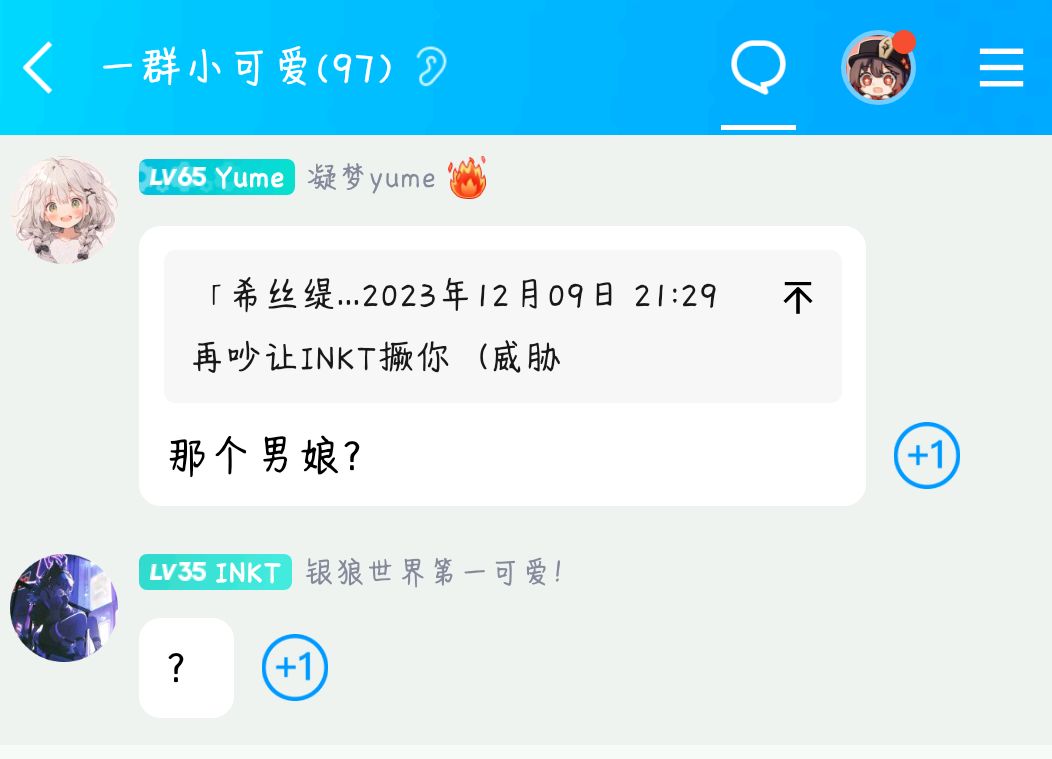 一群小可爱(97)
LV65 Yume 凝梦yume
「希丝缇...2023年12月09日 21:29
再吵让INKT撅你（威胁
那个男娘?
+1
LV35 INKT 银狼世界第一可爱!
?
+1